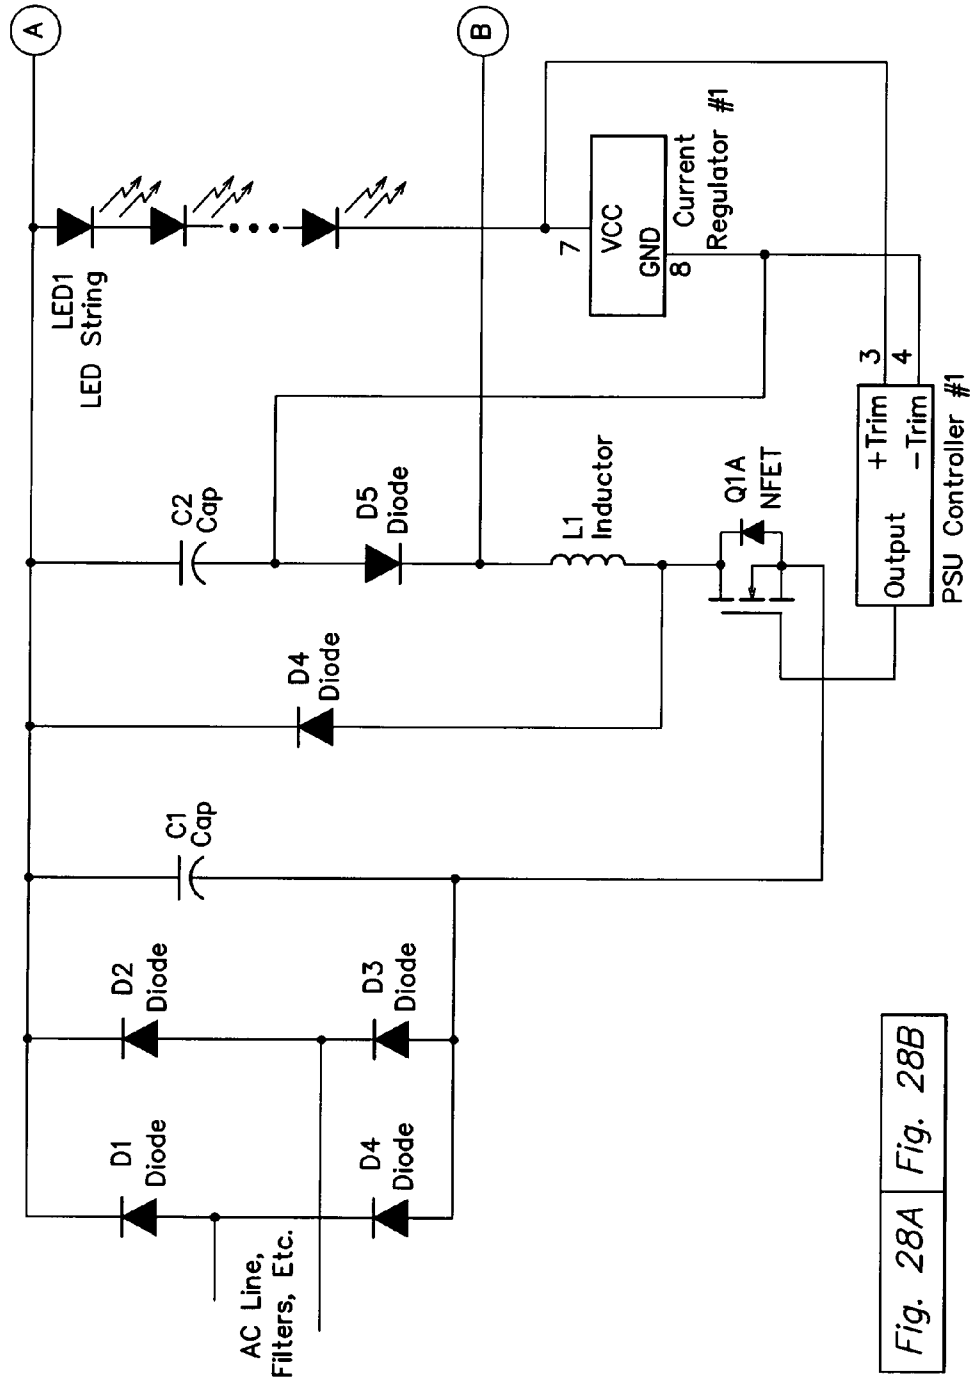 A
B
LED1
LED String
C2
Cap
D5
Diode
L1
Inductor
Q1A
NFET
D4
Diode
C1
Cap
D2
Diode
D3
Diode
D1
Diode
D4
Diode
AC Line,
Filters, Etc.
7
VCC
GND
8
Current
Regulator #1
3
4
+Trim
-Trim
Output
PSU Controller #1
Fig. 28A
Fig. 28B